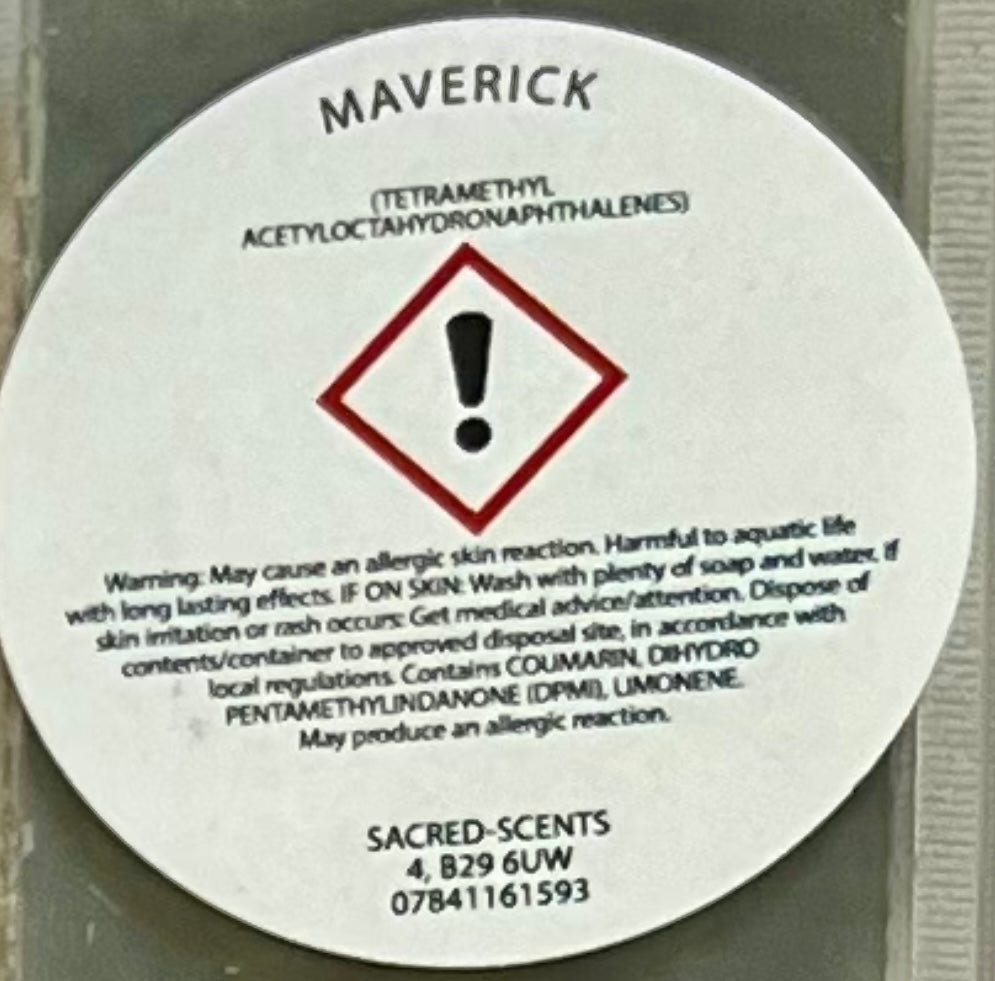 MAVERICK
(TETRAMETHYL
ACETYLOCTAHYDRONAPHTHALENES)
!
Warning: May cause an allergic skin reaction. Harmful to aquatic life
with long lasting effects. IF ON SKIN: Wash with plenty of soap and water. If
skin irritation or rash occurs: Get medical advice/attention. Dispose of
contents/container to approved disposal site, in accordance with
local regulations. Contains COUMARIN, DIHYDRO
PENTAMETHYLINDANONE (DPMI), LIMONENE.
May produce an allergic reaction.
SACRED-SCENTS
4, B29 6UW
07841161593